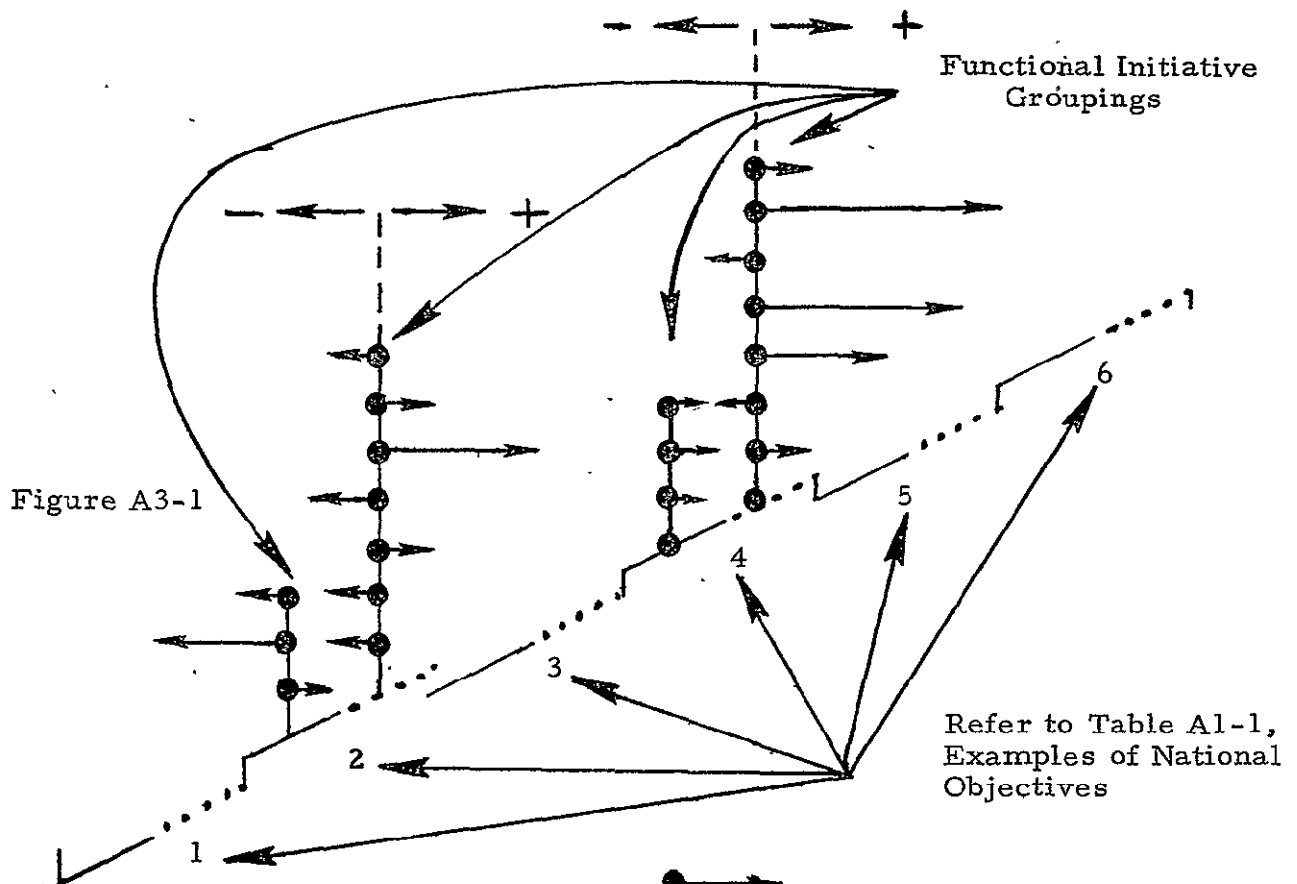 - +
Functional Initiative
Groupings
- +
6
Figure A3-1
5
4
3
Refer to Table A1-1,
Examples of National
Objectives
2
1